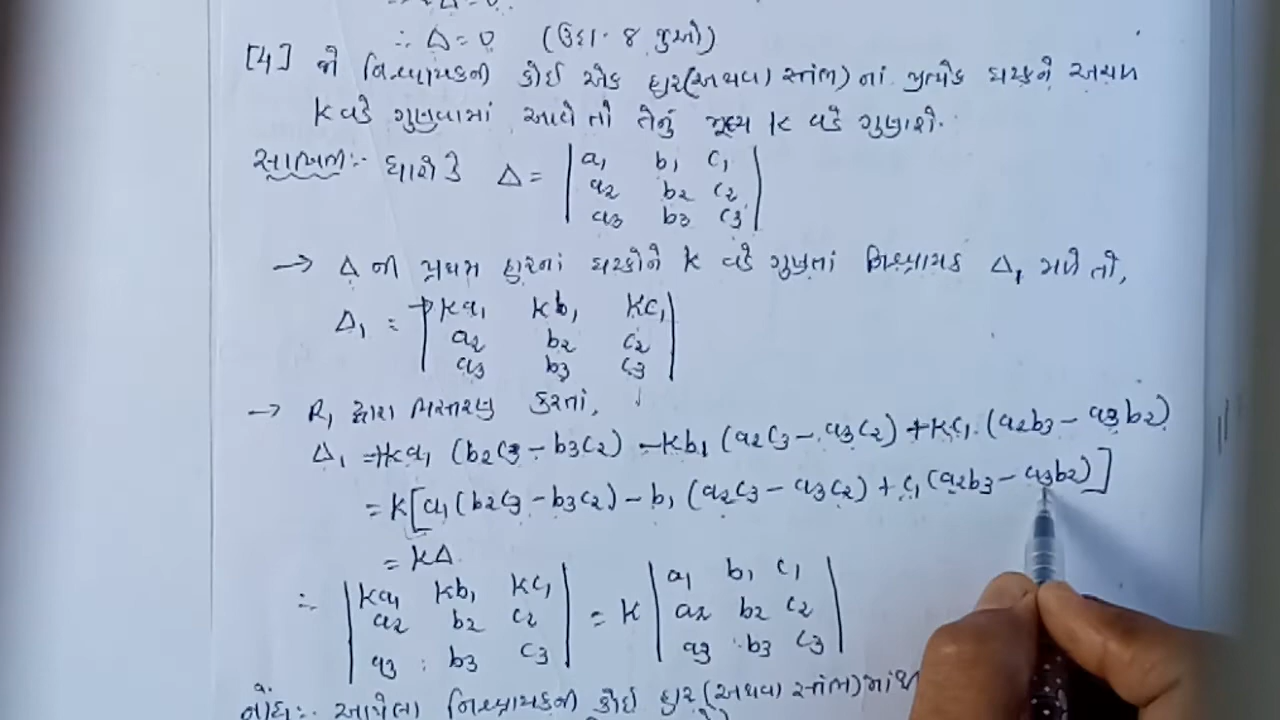 ∴ Δ = 0 (ઉદા. ૪ જુઓ)
[4] જો નિશ્ચાયકની કોઈ એક હાર(અથવા સ્તંભ) નાં પ્રત્યેક ઘટકને અચળ
K વડે ગુણવામાં આવે તો તેનું મૂલ્ય K વડે ગુણાશે.
સાબિતી:- ધારો કે Δ = | a₁ b₁ c₁ |
| a₂ b₂ c₂ |
| a₃ b₃ c₃ |
→ Δ ની પ્રથમ હારનાં ઘટકોને K વડે ગુણતાં નિશ્ચાયક Δ₁ મળે તો,
Δ₁ = | Ka₁ Kb₁ Kc₁ |
| a₂ b₂ c₂ |
| a₃ b₃ c₃ |
→ R₁ દ્વારા વિસ્તરણ કરતાં,
Δ₁ = +Ka₁ (b₂c₃ – b₃c₂) – Kb₁ (a₂c₃ – a₃c₂) + Kc₁. (a₂b₃ – a₃b₂)
= K[a₁(b₂c₃ – b₃c₂) – b₁ (a₂c₃ – a₃c₂) + c₁(a₂b₃ – a₃b₂)]
= KΔ.
∴ | Ka₁ Kb₁ Kc₁ | = K | a₁ b₁ c₁ |
| a₂ b₂ c₂ | | a₂ b₂ c₂ |
| a₃ b₃ c₃ | | a₃ b₃ c₃ |
નોંધ:- આપેલા નિશ્ચાયકની કોઈ હાર(અથવા સ્તંભ)માંથી